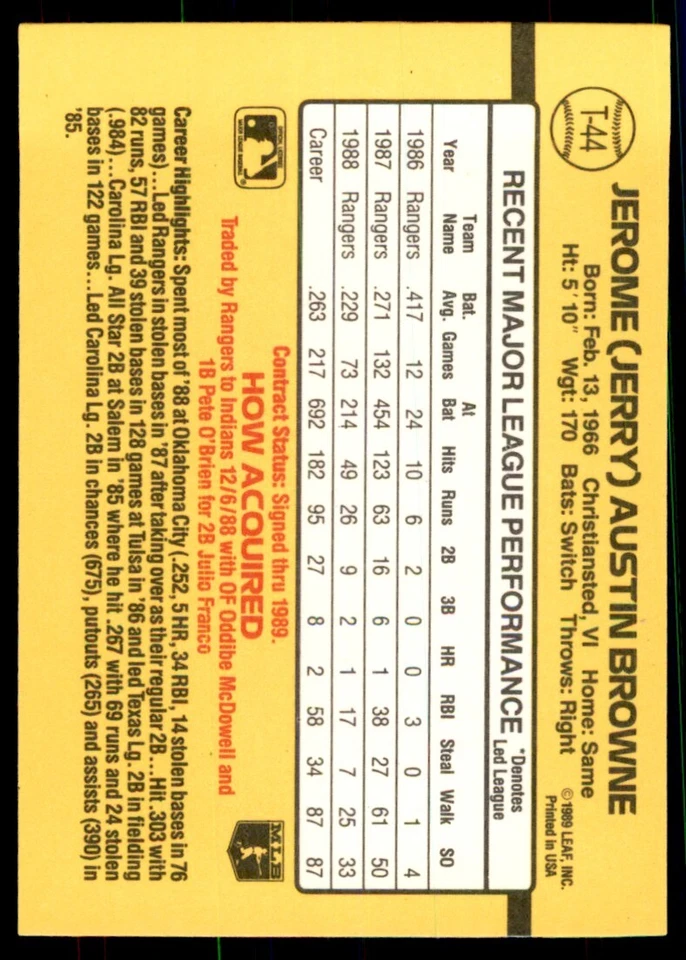 T-44
JEROME (JERRY) AUSTIN BROWNE
Born: Feb. 13, 1966 Christiansted, VI Home: Same
Ht: 5'10" Wgt: 170 Bats: Switch Throws: Right
©1989 LEAF, INC.
Printed in USA
RECENT MAJOR LEAGUE PERFORMANCE
*Denotes
Led League
Year Team Name Bat. Avg. Games At Bat Hits Runs 2B 3B HR RBI Steal Walk SO
1986 Rangers .417 12 24 10 6 2 0 0 3 0 1 4
1987 Rangers .271 132 454 123 63 16 6 1 38 27 61 50
1988 Rangers .229 73 214 49 26 9 2 1 17 7 25 33
Career .263 217 692 182 95 27 8 2 58 34 87 87
OFFICIAL LICENSEE
MAJOR LEAGUE BASEBALL
®
Contract Status: Signed thru 1989.
HOW ACQUIRED
Traded by Rangers to Indians 12/6/88 with OF Oddibe McDowell and
1B Pete O'Brien for 2B Julio Franco
MLB
Career Highlights: Spent most of '88 at Oklahoma City (.252, 5 HR, 34 RBI, 14 stolen bases in 76
games)...Led Rangers in stolen bases in '87 after taking over as their regular 2B...Hit .303 with
82 runs, 57 RBI and 39 stolen bases in 128 games at Tulsa in '86 and led Texas Lg. 2B in fielding
(.984)...Carolina Lg. All Star 2B at Salem in '85 where he hit .267 with 69 runs and 24 stolen
bases in 122 games...Led Carolina Lg. 2B in chances (675), putouts (265) and assists (390) in
'85.